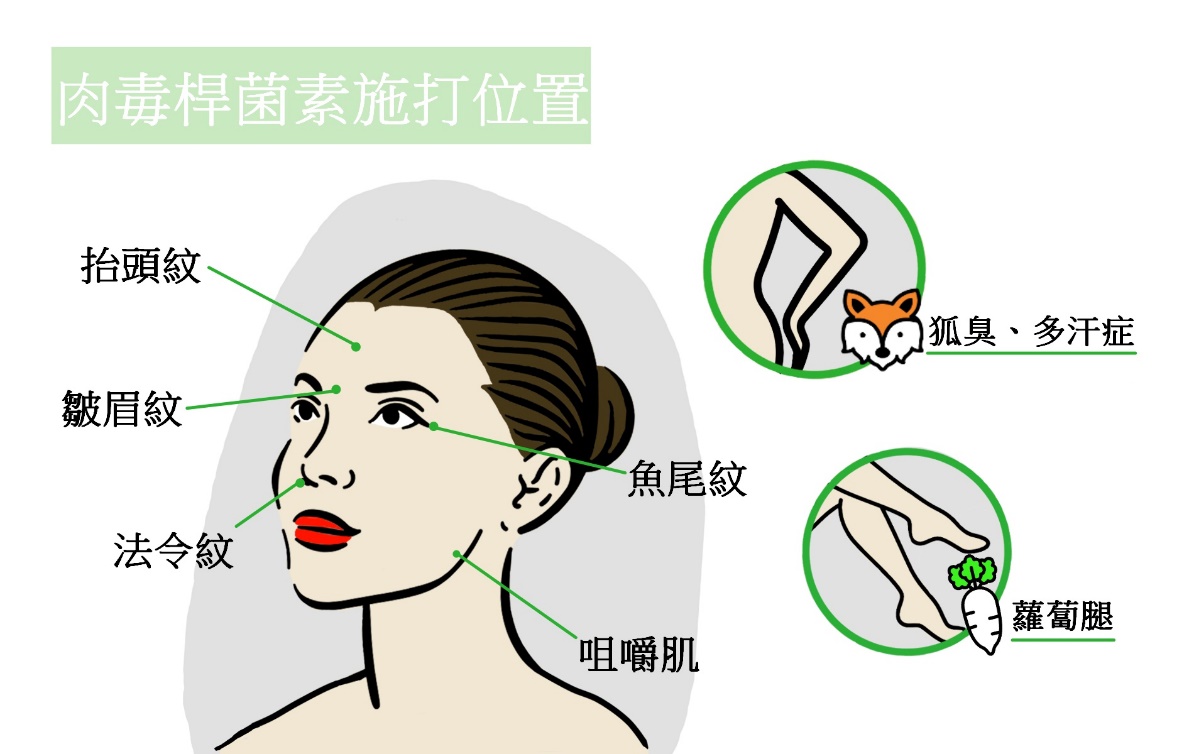 肉毒桿菌素施打位置
抬頭紋
皺眉紋
法令紋
魚尾紋
咀嚼肌
狐臭、多汗症
蘿蔔腿